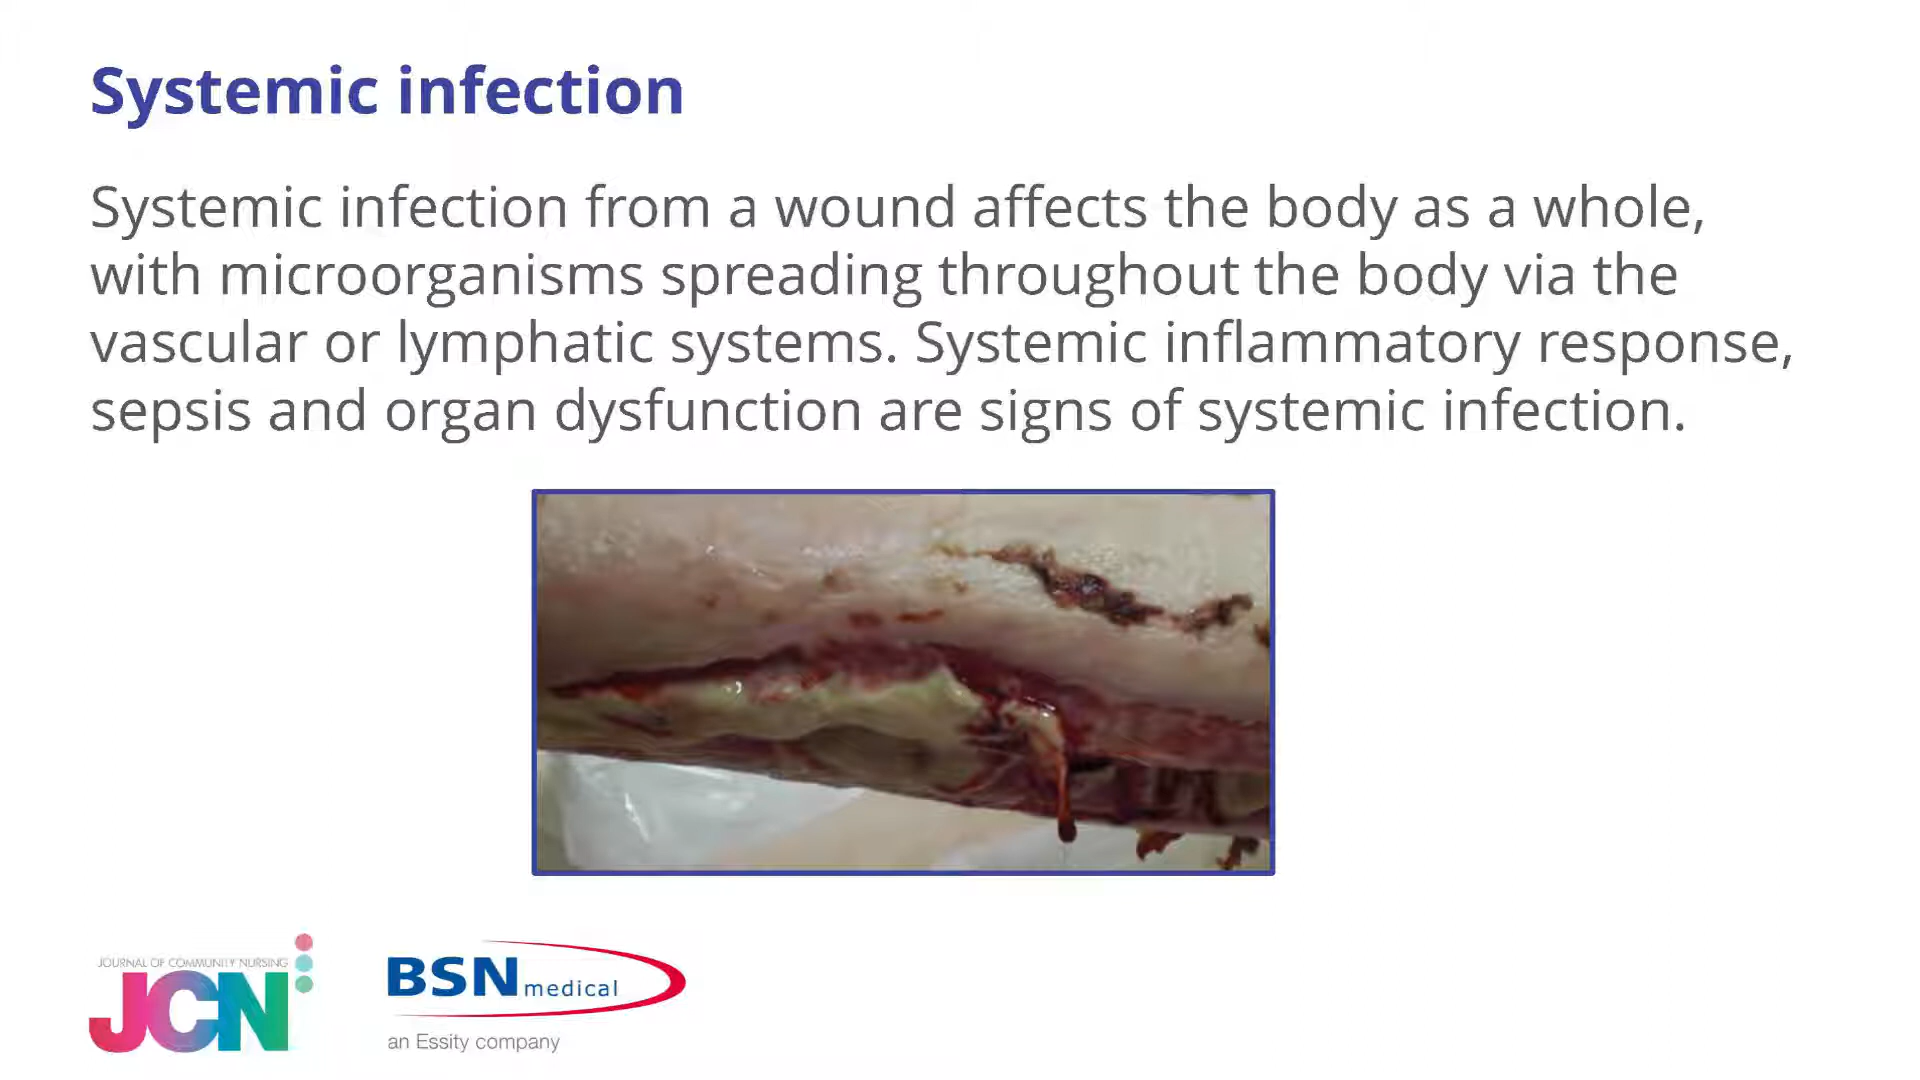 Systemic infection
Systemic infection from a wound affects the body as a whole,
with microorganisms spreading throughout the body via the
vascular or lymphatic systems. Systemic inflammatory response,
sepsis and organ dysfunction are signs of systemic infection.
JOURNAL OF COMMUNITY NURSING
JCN
BSN medical
an Essity company